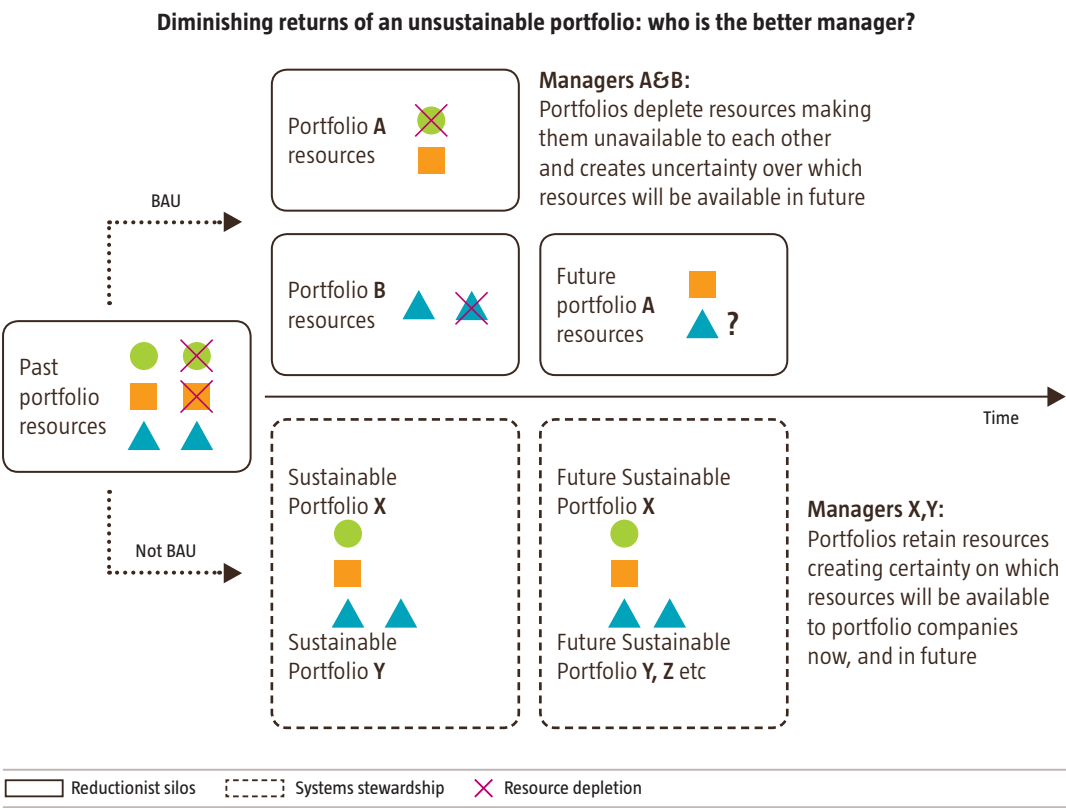 Diminishing returns of an unsustainable portfolio: who is the better manager?
Portfolio A
resources
Managers A&B:
Portfolios deplete resources making
them unavailable to each other
and creates uncertainty over which
resources will be available in future
BAU
Portfolio B
resources
Future
portfolio A
resources
?
Past
portfolio
resources
Time
Not BAU
Sustainable
Portfolio X
Sustainable
Portfolio Y
Future Sustainable
Portfolio X
Future Sustainable
Portfolio Y, Z etc
Managers X,Y:
Portfolios retain resources
creating certainty on which
resources will be available
to portfolio companies
now, and in future
Reductionist silos
Systems stewardship
Resource depletion